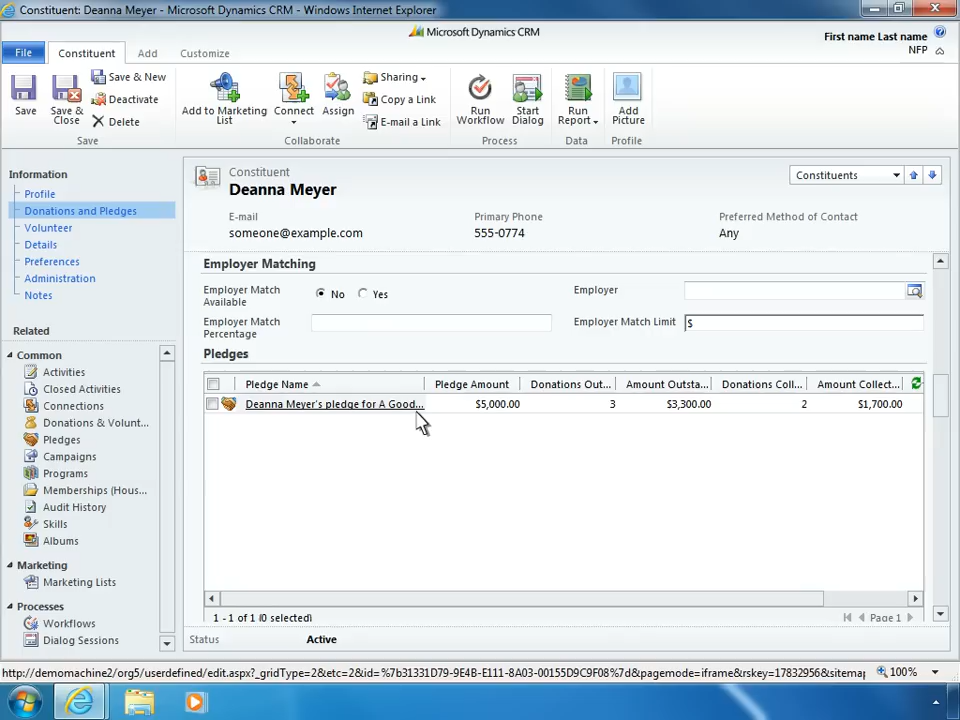 Constituent: Deanna Meyer - Microsoft Dynamics CRM - Windows Internet Explorer
Microsoft Dynamics CRM
First name Last name
NFP
File Constituent Add Customize
Save
Save & Close
Save & New
Deactivate
Delete
Save
Add to Marketing List
Connect
Assign
Sharing
Copy a Link
E-mail a Link
Collaborate
Run Workflow
Start Dialog
Process
Run Report
Data
Add Picture
Profile
Information
Profile
Donations and Pledges
Volunteer
Details
Preferences
Administration
Notes
Related
Common
Activities
Closed Activities
Connections
Donations & Volunt...
Pledges
Campaigns
Programs
Memberships (Hous...
Audit History
Skills
Albums
Marketing
Marketing Lists
Processes
Workflows
Dialog Sessions
Constituent
Deanna Meyer
Constituents
E-mail Primary Phone Preferred Method of Contact
someone@example.com 555-0774 Any
Employer Matching
Employer Match Available No Yes Employer
Employer Match Percentage Employer Match Limit $
Pledges
Pledge Name Pledge Amount Donations Out... Amount Outsta... Donations Coll... Amount Collect...
Deanna Meyer's pledge for A Good... $5,000.00 3 $3,300.00 2 $1,700.00
1 - 1 of 1 (0 selected) Page 1
Status Active
http://demomachine2/org5/userdefined/edit.aspx?_gridType=2&etc=2&id=%7b31331D79-9E4B-E111-8A03-00155D9C9F08%7d&pagemode=iframe&rskey=17832956&sitemap
100%